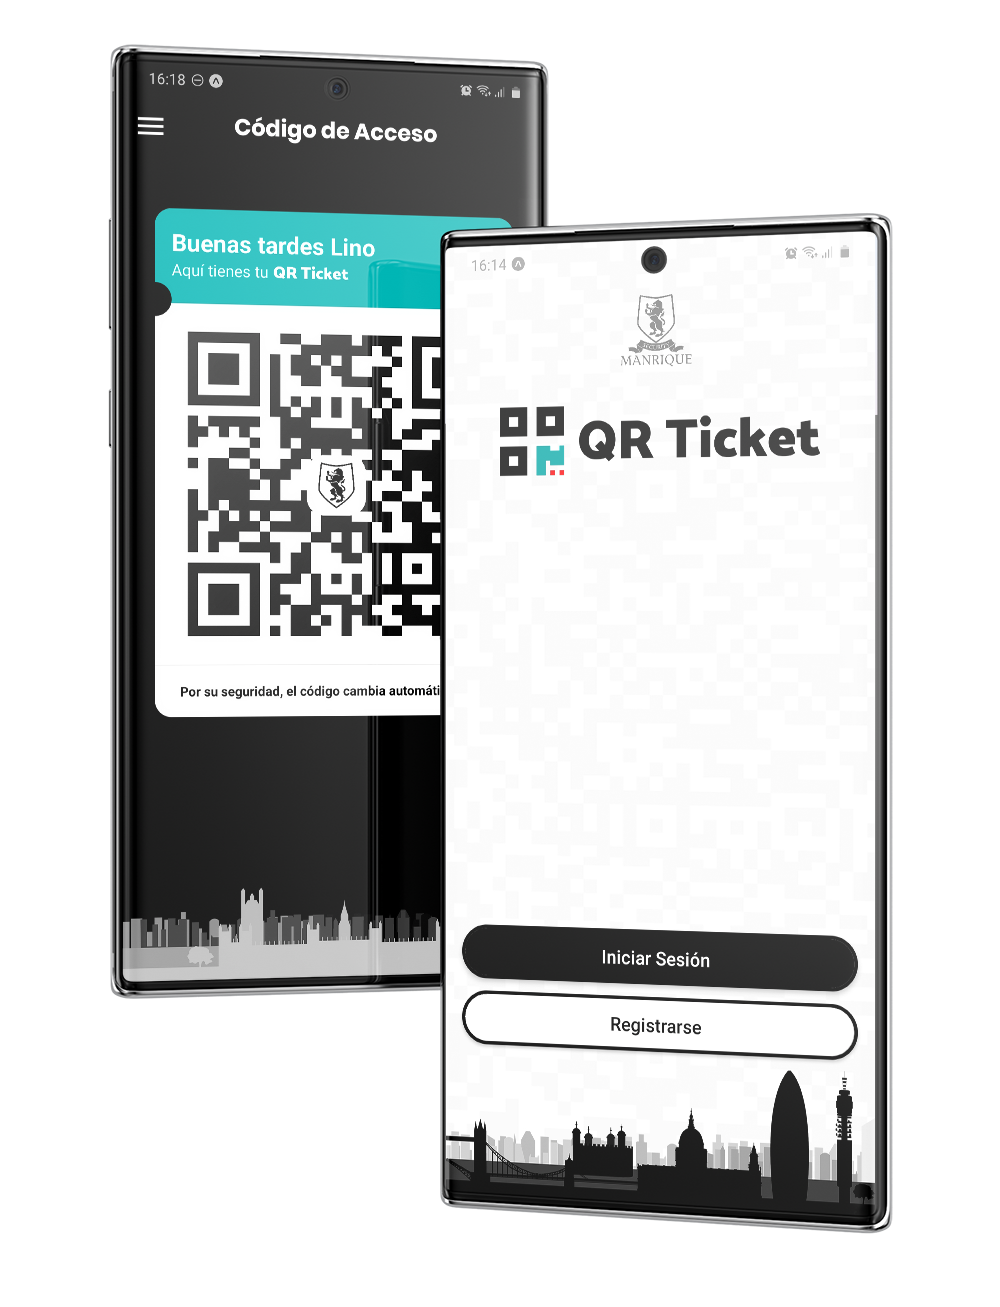 16:18
Código de Acceso
Buenas tardes Lino
Aquí tienes tu QR Ticket
Por su seguridad, el código cambia automáti
16:14
MANRIQUE
QR Ticket
Iniciar Sesión
Registrarse